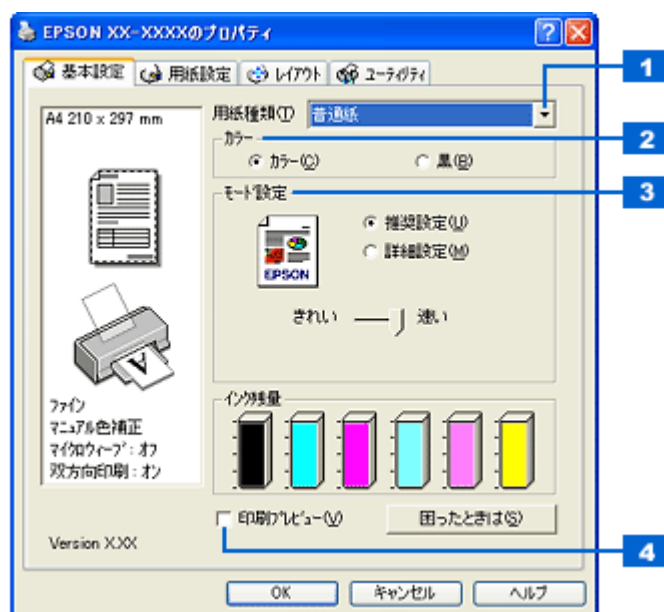 EPSON XX-XXXXのプロパティ
基本設定 用紙設定 レイアウト ユーティリティ
A4 210 x 297 mm
用紙種類(T) 普通紙
1
カラー
2
カラー(C) 黒(B)
モード設定
3
推奨設定(U)
詳細設定(M)
EPSON
きれい 速い
A
ファイン
マニュアル色補正
マイクロウィーブ:オフ
双方向印刷:オン
インク残量
印刷プレビュー(V) 困ったときは(S)
Version X.XX
4
OK キャンセル ヘルプ